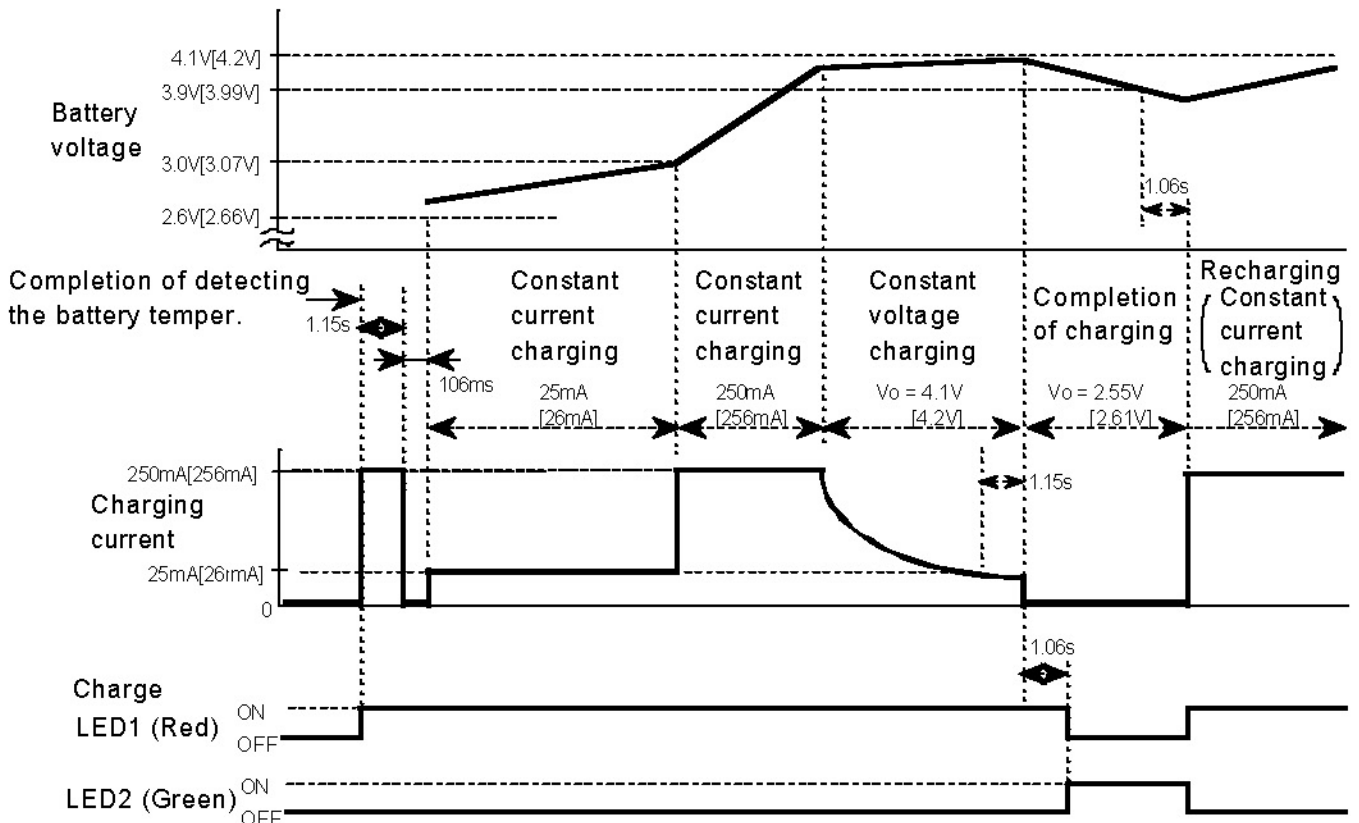 4.1V[4.2V]
3.9V[3.99V]
Battery
voltage
3.0V[3.07V]
2.6V[2.66V]
1.06s
Completion of detecting
the battery temper.
1.15s
106ms
Constant
current
charging
25mA
[26mA]
Constant
current
charging
250mA
[256mA]
Constant
voltage
charging
Vo = 4.1V
[4.2V]
Completion
of charging
Vo = 2.55V
[2.61V]
Recharging
(Constant
current
charging)
250mA
[256mA]
250mA[256mA]
Charging
current
25mA[26mA]
0
1.15s
1.06s
Charge
LED1 (Red)
ON
OFF
LED2 (Green)
ON
OFF